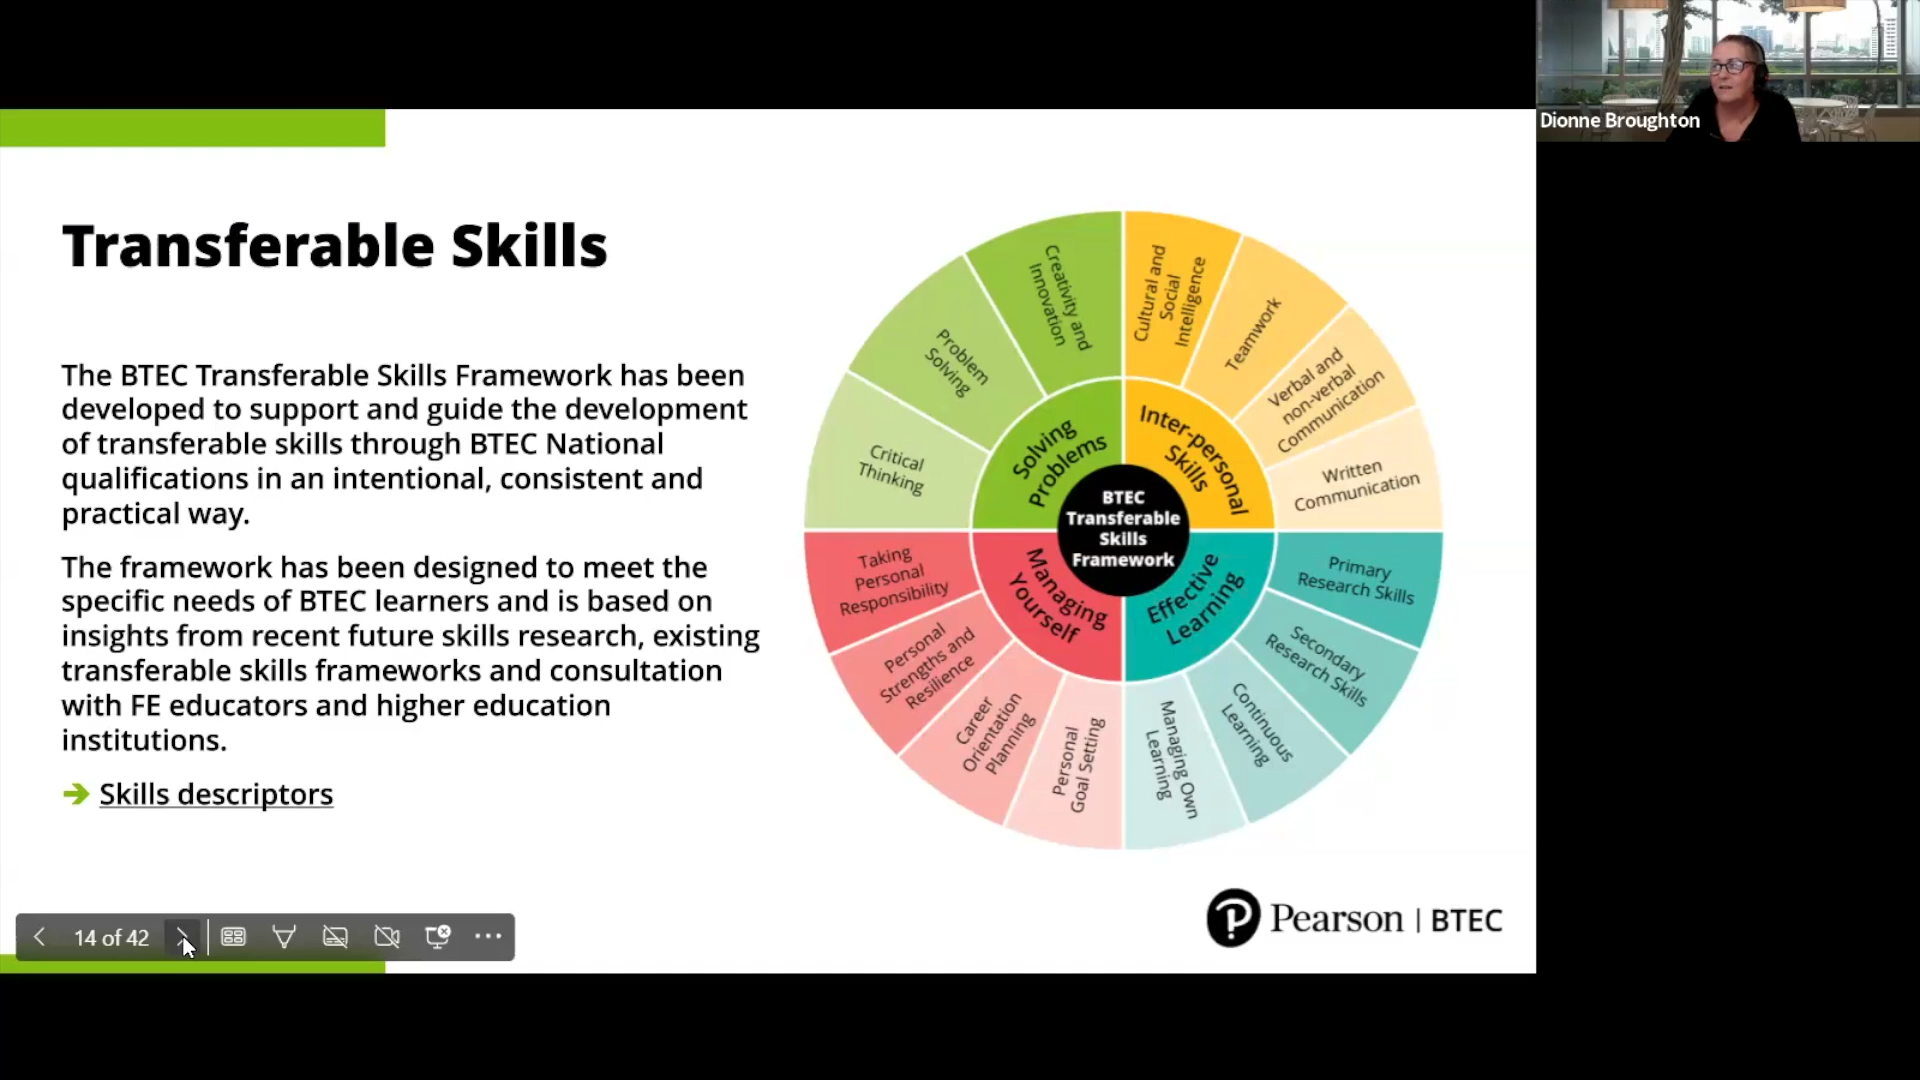 Dionne Broughton
Transferable Skills
The BTEC Transferable Skills Framework has been
developed to support and guide the development
of transferable skills through BTEC National
qualifications in an intentional, consistent and
practical way.
The framework has been designed to meet the
specific needs of BTEC learners and is based on
insights from recent future skills research, existing
transferable skills frameworks and consultation
with FE educators and higher education
institutions.
Skills descriptors
Creativity and
Innovation
Problem
Solving
Critical
Thinking
Solving
Problems
Cultural and
Social
Intelligence
Teamwork
Verbal and
non-verbal
Communication
Written
Communication
Inter-personal
Skills
BTEC
Transferable
Skills
Framework
Taking
Personal
Responsibility
Personal
Strengths and
Resilience
Career
Orientation
Planning
Personal
Goal Setting
Managing
Yourself
Effective
Learning
Primary
Research Skills
Secondary
Research Skills
Continuous
Learning
Managing Own
Learning
14 of 42
Pearson | BTEC